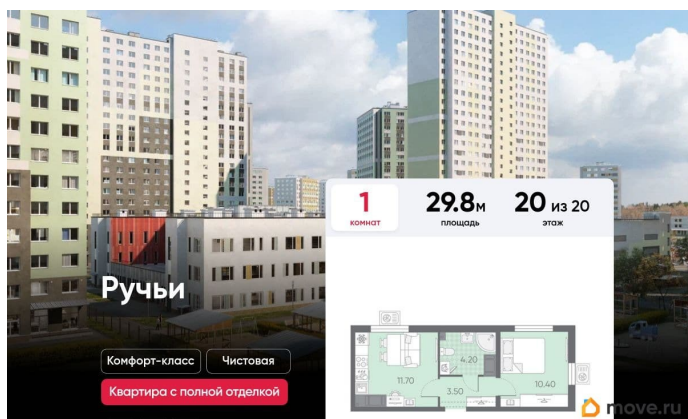 1
комнат
29.8м
площадь
20 из 20
этаж
Ручьи
Комфорт-класс
Чистовая
Квартира с полной отделкой
11.70
3.50
4.20
10.40
move.ru